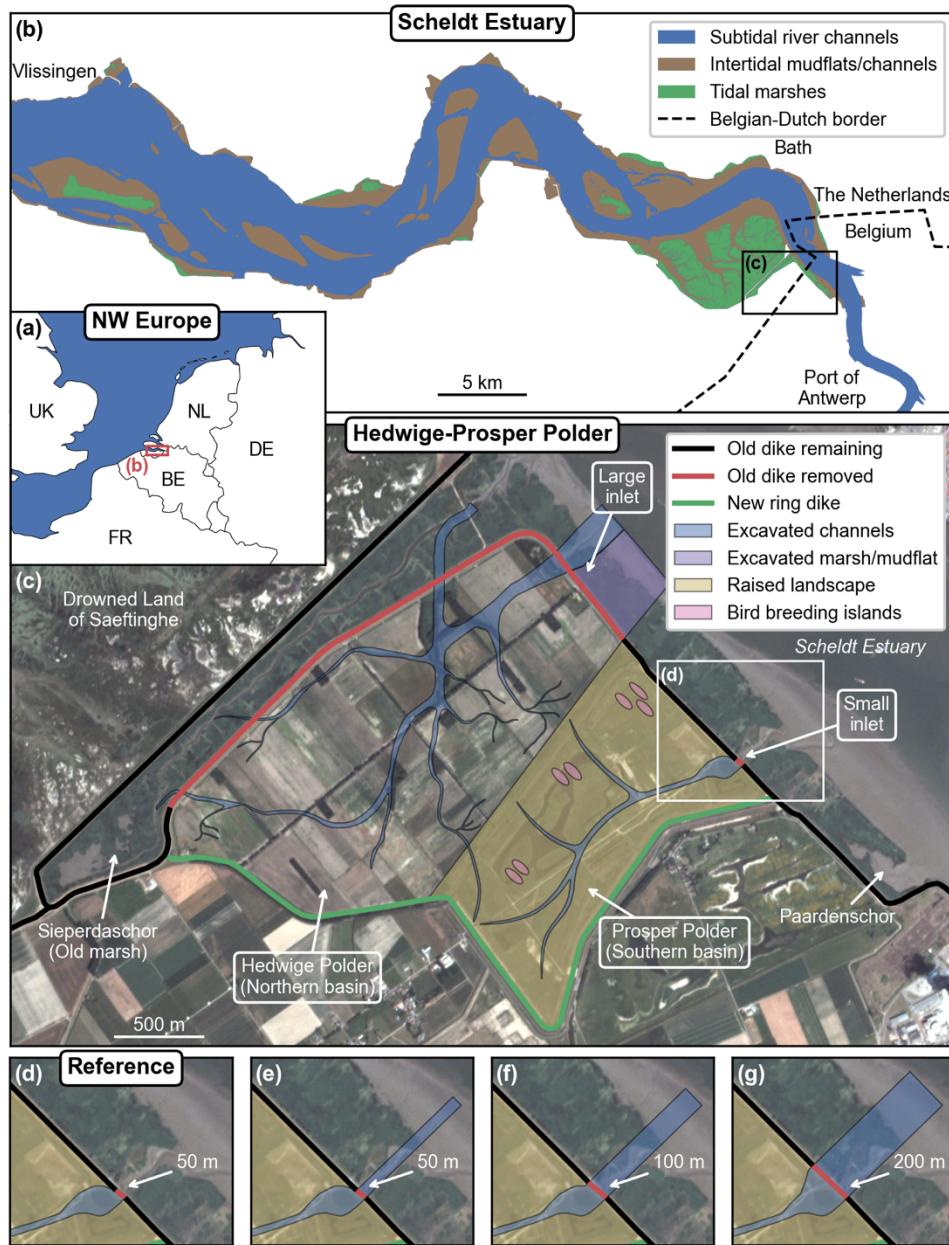 (b)
Scheldt Estuary
Vlissingen
Subtidal river channels
Intertidal mudflats/channels
Tidal marshes
Belgian-Dutch border
Bath
The Netherlands
Belgium
(c)
5 km
Port of
Antwerp
(a)
NW Europe
UK
NL
DE
(b)
BE
FR
Hedwige-Prosper Polder
Old dike remaining
Old dike removed
New ring dike
Excavated channels
Excavated marsh/mudflat
Raised landscape
Bird breeding islands
Large
inlet
(c)
Drowned Land
of Saeftinghe
Scheldt Estuary
(d)
Small
inlet
Sieperdaschor
(Old marsh)
Hedwige Polder
(Northern basin)
Prosper Polder
(Southern basin)
Paardenschor
500 m
(d)
Reference
50 m
(e)
50 m
(f)
100 m
(g)
200 m